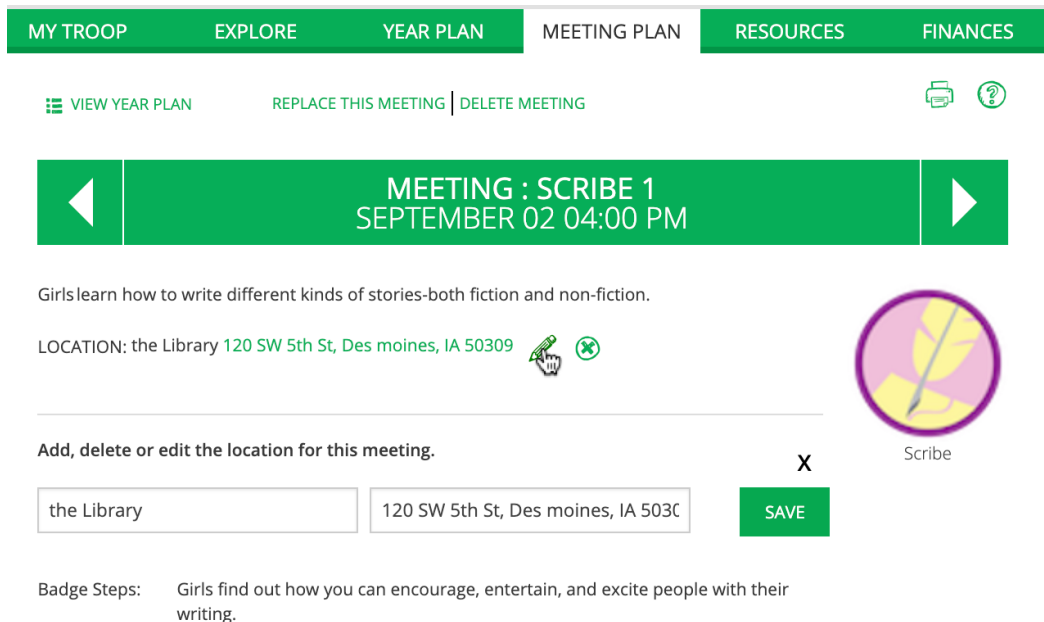 MY TROOP EXPLORE YEAR PLAN MEETING PLAN RESOURCES FINANCES
VIEW YEAR PLAN REPLACE THIS MEETING | DELETE MEETING
MEETING : SCRIBE 1
SEPTEMBER 02 04:00 PM
Girls learn how to write different kinds of stories-both fiction and non-fiction.
LOCATION: the Library 120 SW 5th St, Des moines, IA 50309
Scribe
Add, delete or edit the location for this meeting.
X
the Library 120 SW 5th St, Des moines, IA 5030 SAVE
Badge Steps: Girls find out how you can encourage, entertain, and excite people with their
writing.